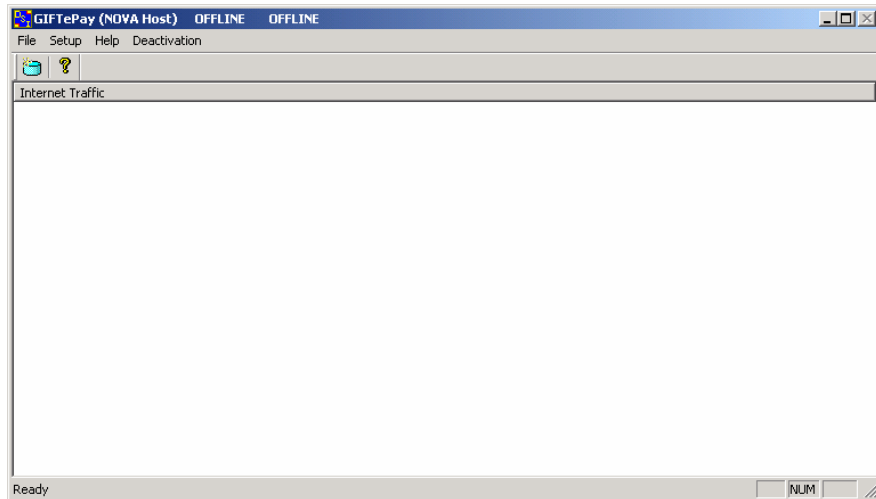 GIFTePay (NOVA Host) OFFLINE OFFLINE
File Setup Help Deactivation
Internet Traffic
Ready NUM